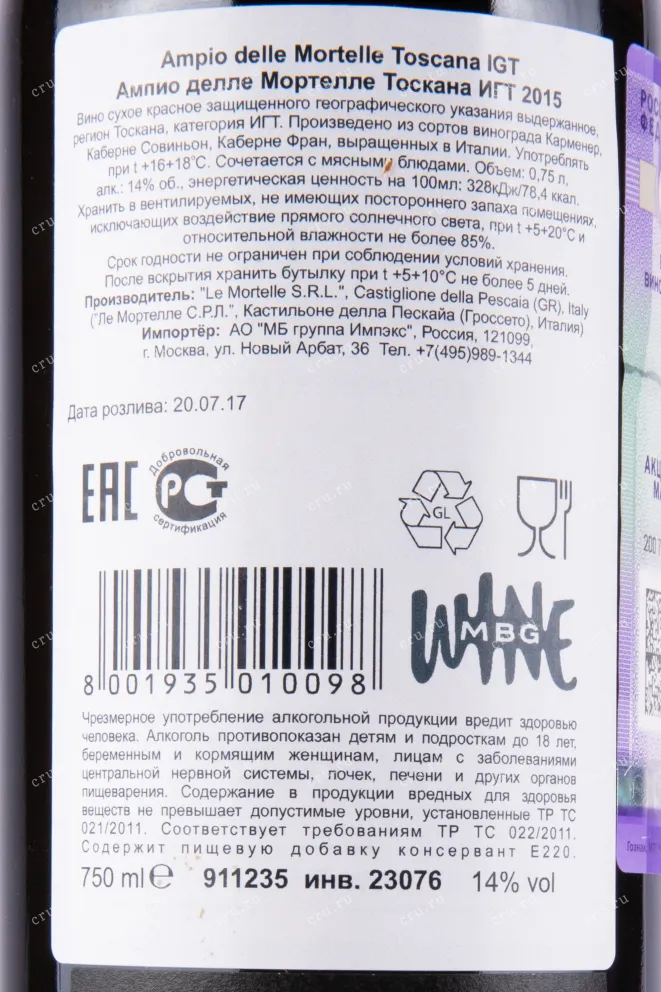 Ampio delle Mortelle Toscana IGT
Ампио делле Мортелле Тоскана ИГТ 2015
Вино сухое красное защищенного географического указания выдержанное,
регион Тоскана, категория ИГТ. Произведено из сортов винограда Карменер,
Каберне Совиньон, Каберне Фран, выращенных в Италии. Употреблять
при t +16+18°С. Сочетается с мясными блюдами. Объем: 0,75 л,
алк.: 14% об., энергетическая ценность на 100мл: 328кДж/78,4 ккал.
Хранить в вентилируемых, не имеющих постороннего запаха помещениях,
исключающих воздействие прямого солнечного света, при t +5+20°С и
относительной влажности не более 85%.
Срок годности не ограничен при соблюдении условий хранения.
После вскрытия хранить бутылку при t +5+10°С не более 5 дней.
Производитель: "Le Mortelle S.R.L.", Castiglione della Pescaia (GR), Italy
("Ле Мортелле С.Р.Л.", Кастильоне делла Пескайа (Гроссето), Италия)
Импортёр: АО "МБ группа Импэкс", Россия, 121099,
г. Москва, ул. Новый Арбат, 36 Тел. +7(495)989-1344
Дата розлива: 20.07.17
ЕАС
Добровольная
РСТ
сертификация
GL
8 001935 010098
WINE
MBG
Чрезмерное употребление алкогольной продукции вредит здоровью
человека. Алкоголь противопоказан детям и подросткам до 18 лет,
беременным и кормящим женщинам, лицам с заболеваниями
центральной нервной системы, почек, печени и других органов
пищеварения. Содержание в продукции вредных для здоровья
веществ не превышает допустимые уровни, установленные ТР ТС
021/2011. Соответствует требованиям ТР ТС 022/2011.
Содержит пищевую добавку консервант Е220.
750 ml ℮ 911235 инв. 23076 14% vol
cru.ru